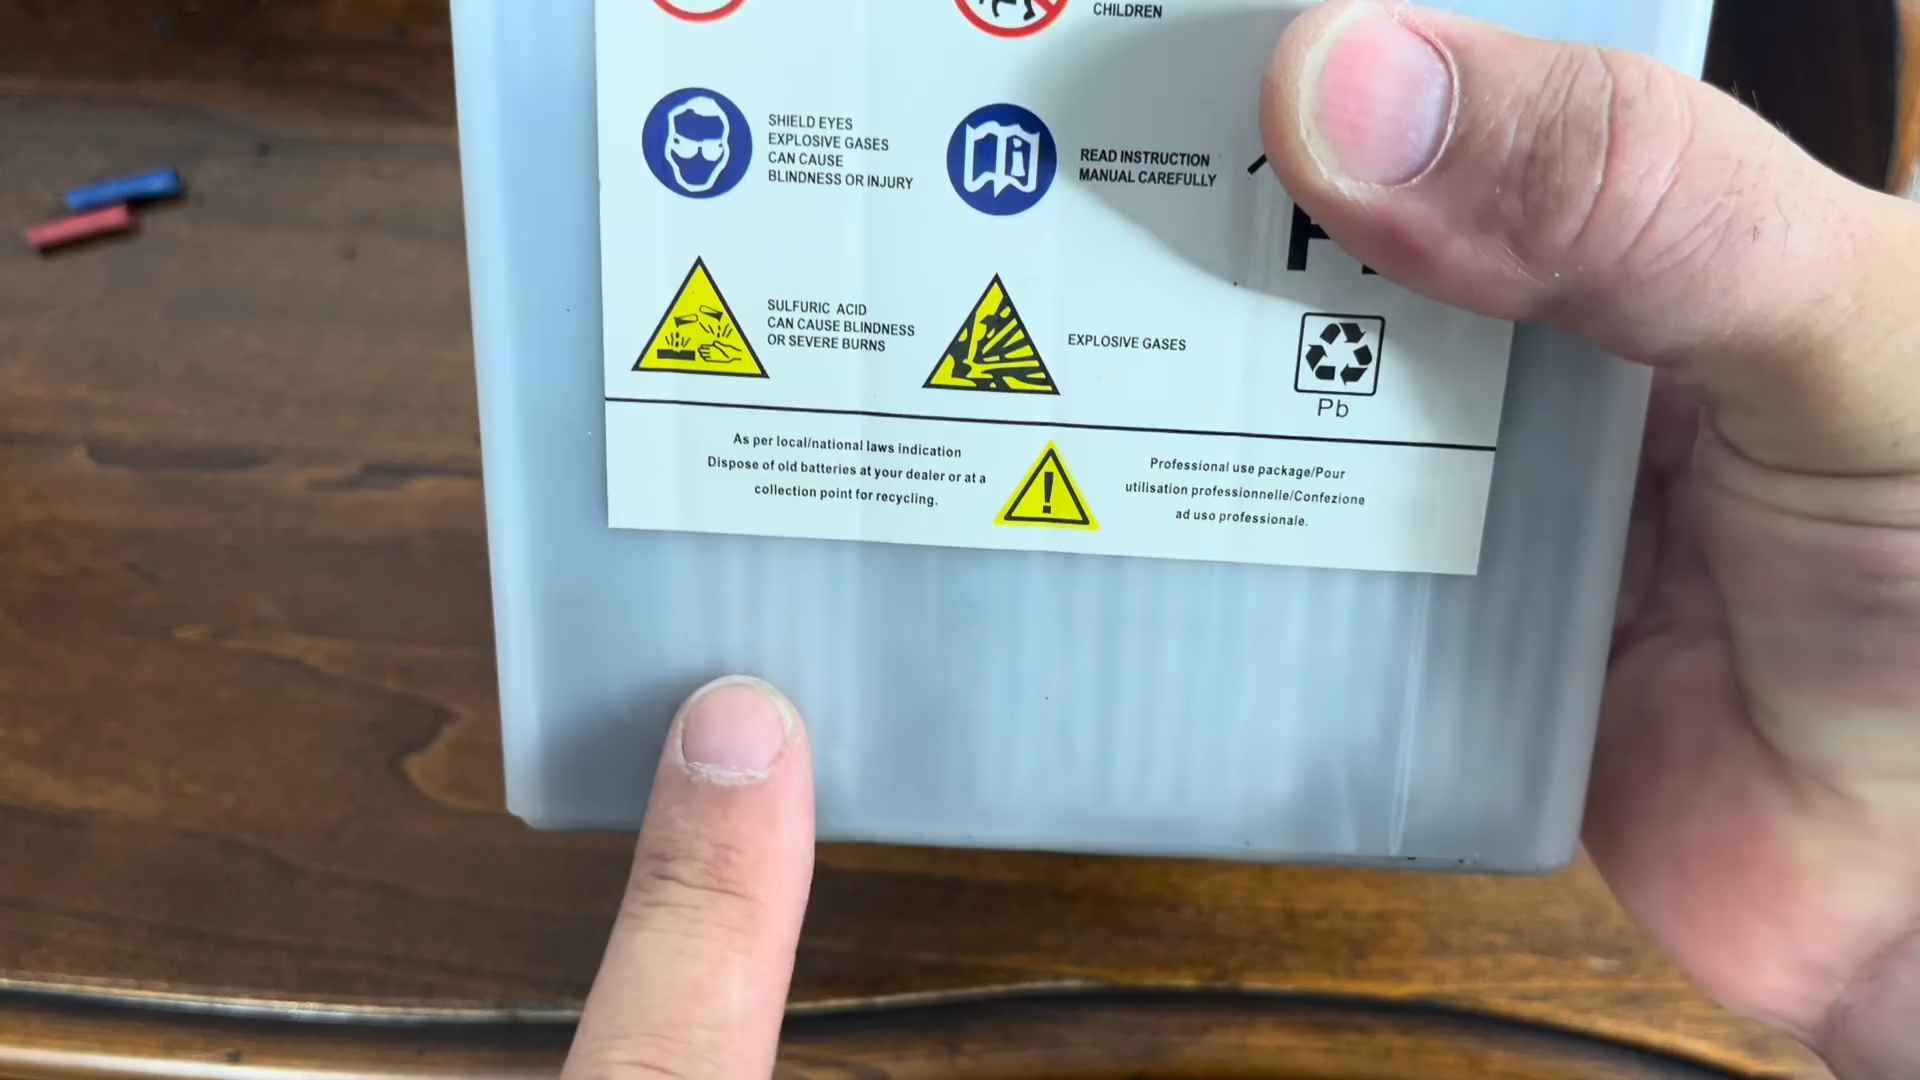 CHILDREN
SHIELD EYES
EXPLOSIVE GASES
CAN CAUSE
BLINDNESS OR INJURY
READ INSTRUCTION
MANUAL CAREFULLY
SULFURIC ACID
CAN CAUSE BLINDNESS
OR SEVERE BURNS
EXPLOSIVE GASES
Pb
As per local/national laws indication
Dispose of old batteries at your dealer or at a
collection point for recycling.
Professional use package/Pour
utilisation professionnelle/Confezione
ad uso professionale.